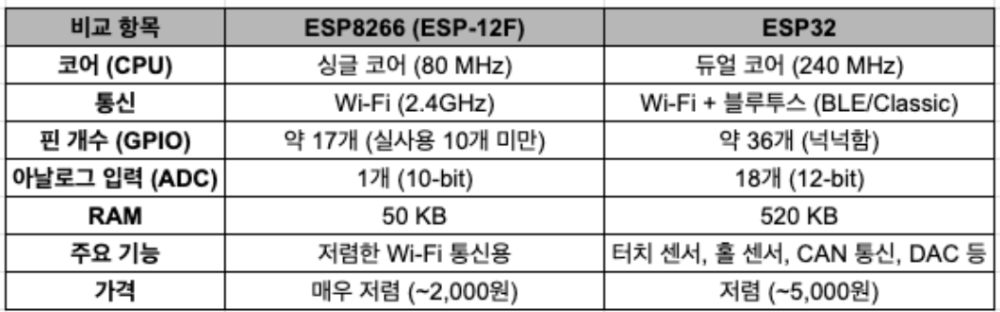 비교 항목 ESP8266 (ESP-12F) ESP32
코어 (CPU) 싱글 코어 (80 MHz) 듀얼 코어 (240 MHz)
통신 Wi-Fi (2.4GHz) Wi-Fi + 블루투스 (BLE/Classic)
핀 개수 (GPIO) 약 17개 (실사용 10개 미만) 약 36개 (넉넉함)
아날로그 입력 (ADC) 1개 (10-bit) 18개 (12-bit)
RAM 50 KB 520 KB
주요 기능 저렴한 Wi-Fi 통신용 터치 센서, 홀 센서, CAN 통신, DAC 등
가격 매우 저렴 (~2,000원) 저렴 (~5,000원)